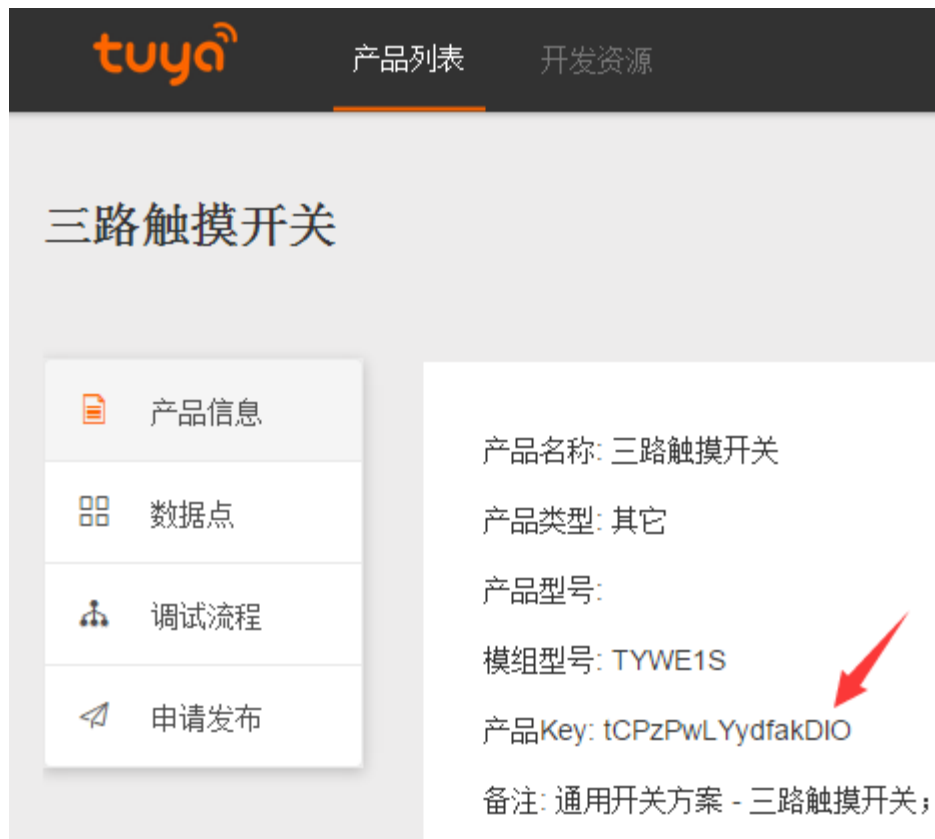 tuya 产品列表 开发资源
三路触摸开关
产品信息
数据点
调试流程
申请发布
产品名称: 三路触摸开关
产品类型: 其它
产品型号:
模组型号: TYWE1S
产品Key: tCPzPwLYydfakDIO
备注: 通用开关方案 - 三路触摸开关;